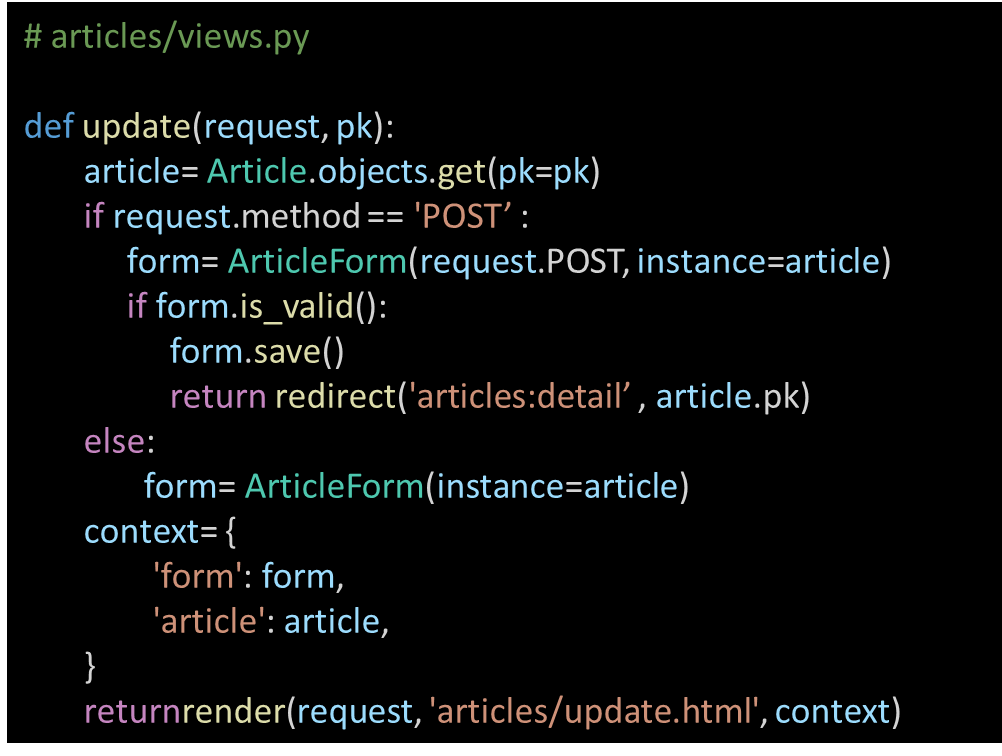 # articles/views.py
def update(request, pk):
article= Article.objects.get(pk=pk)
if request.method == 'POST’ :
form= ArticleForm(request.POST, instance=article)
if form.is_valid():
form.save()
return redirect('articles:detail’ , article.pk)
else:
form= ArticleForm(instance=article)
context= {
'form': form,
'article': article,
}
returnrender(request, 'articles/update.html', context)